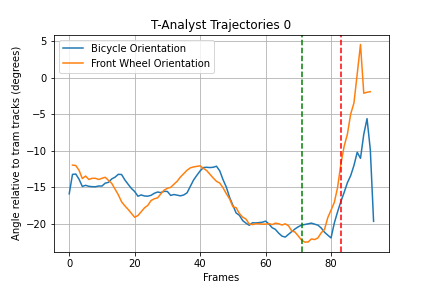 T-Analyst Trajectories 0
Angle relative to tram tracks (degrees)
5
0
−5
−10
−15
−20
Bicycle Orientation
Front Wheel Orientation
0
20
40
60
80
Frames